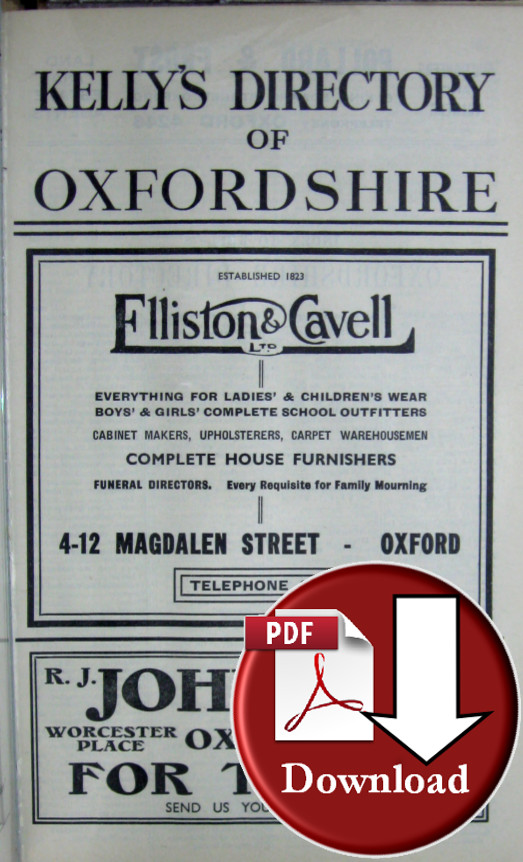 KELLY'S DIRECTORY
OF
OXFORDSHIRE
ESTABLISHED 1823
Elliston & Cavell
LTD
EVERYTHING FOR LADIES' & CHILDREN'S WEAR
BOYS' & GIRLS' COMPLETE SCHOOL OUTFITTERS
CABINET MAKERS, UPHOLSTERERS, CARPET WAREHOUSEMEN
COMPLETE HOUSE FURNISHERS
FUNERAL DIRECTORS. Every Requisite for Family Mourning
4-12 MAGDALEN STREET - OXFORD
TELEPHONE
PDF
R. J.
WORCESTER
PLACE
FOR
SEND US
Download